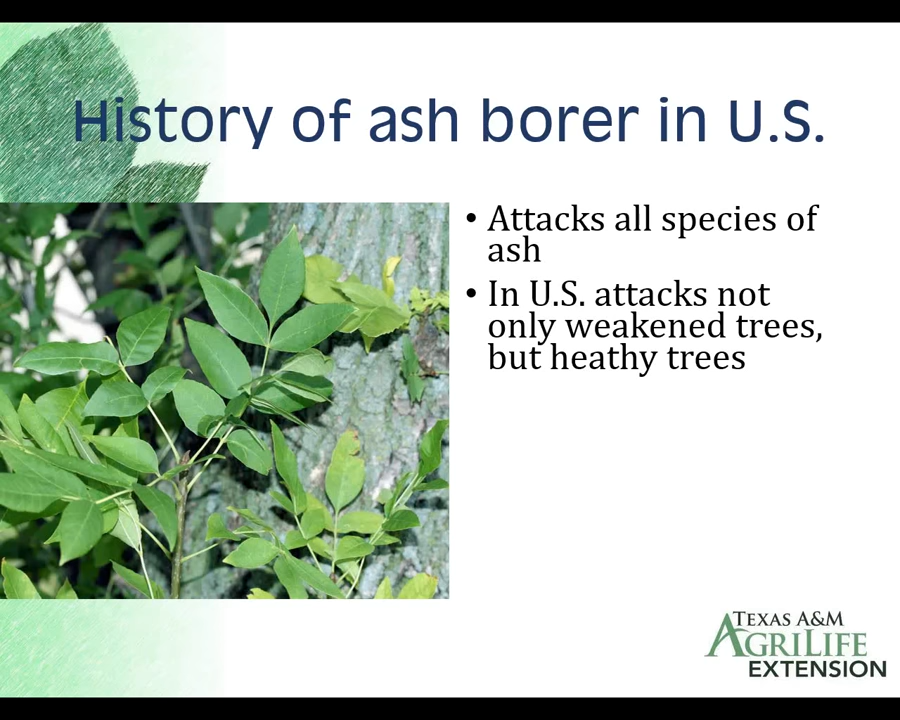 History of ash borer in U.S.
• Attacks all species of
ash
• In U.S. attacks not
only weakened trees,
but heathy trees
TEXAS A&M
AGRILIFE
EXTENSION